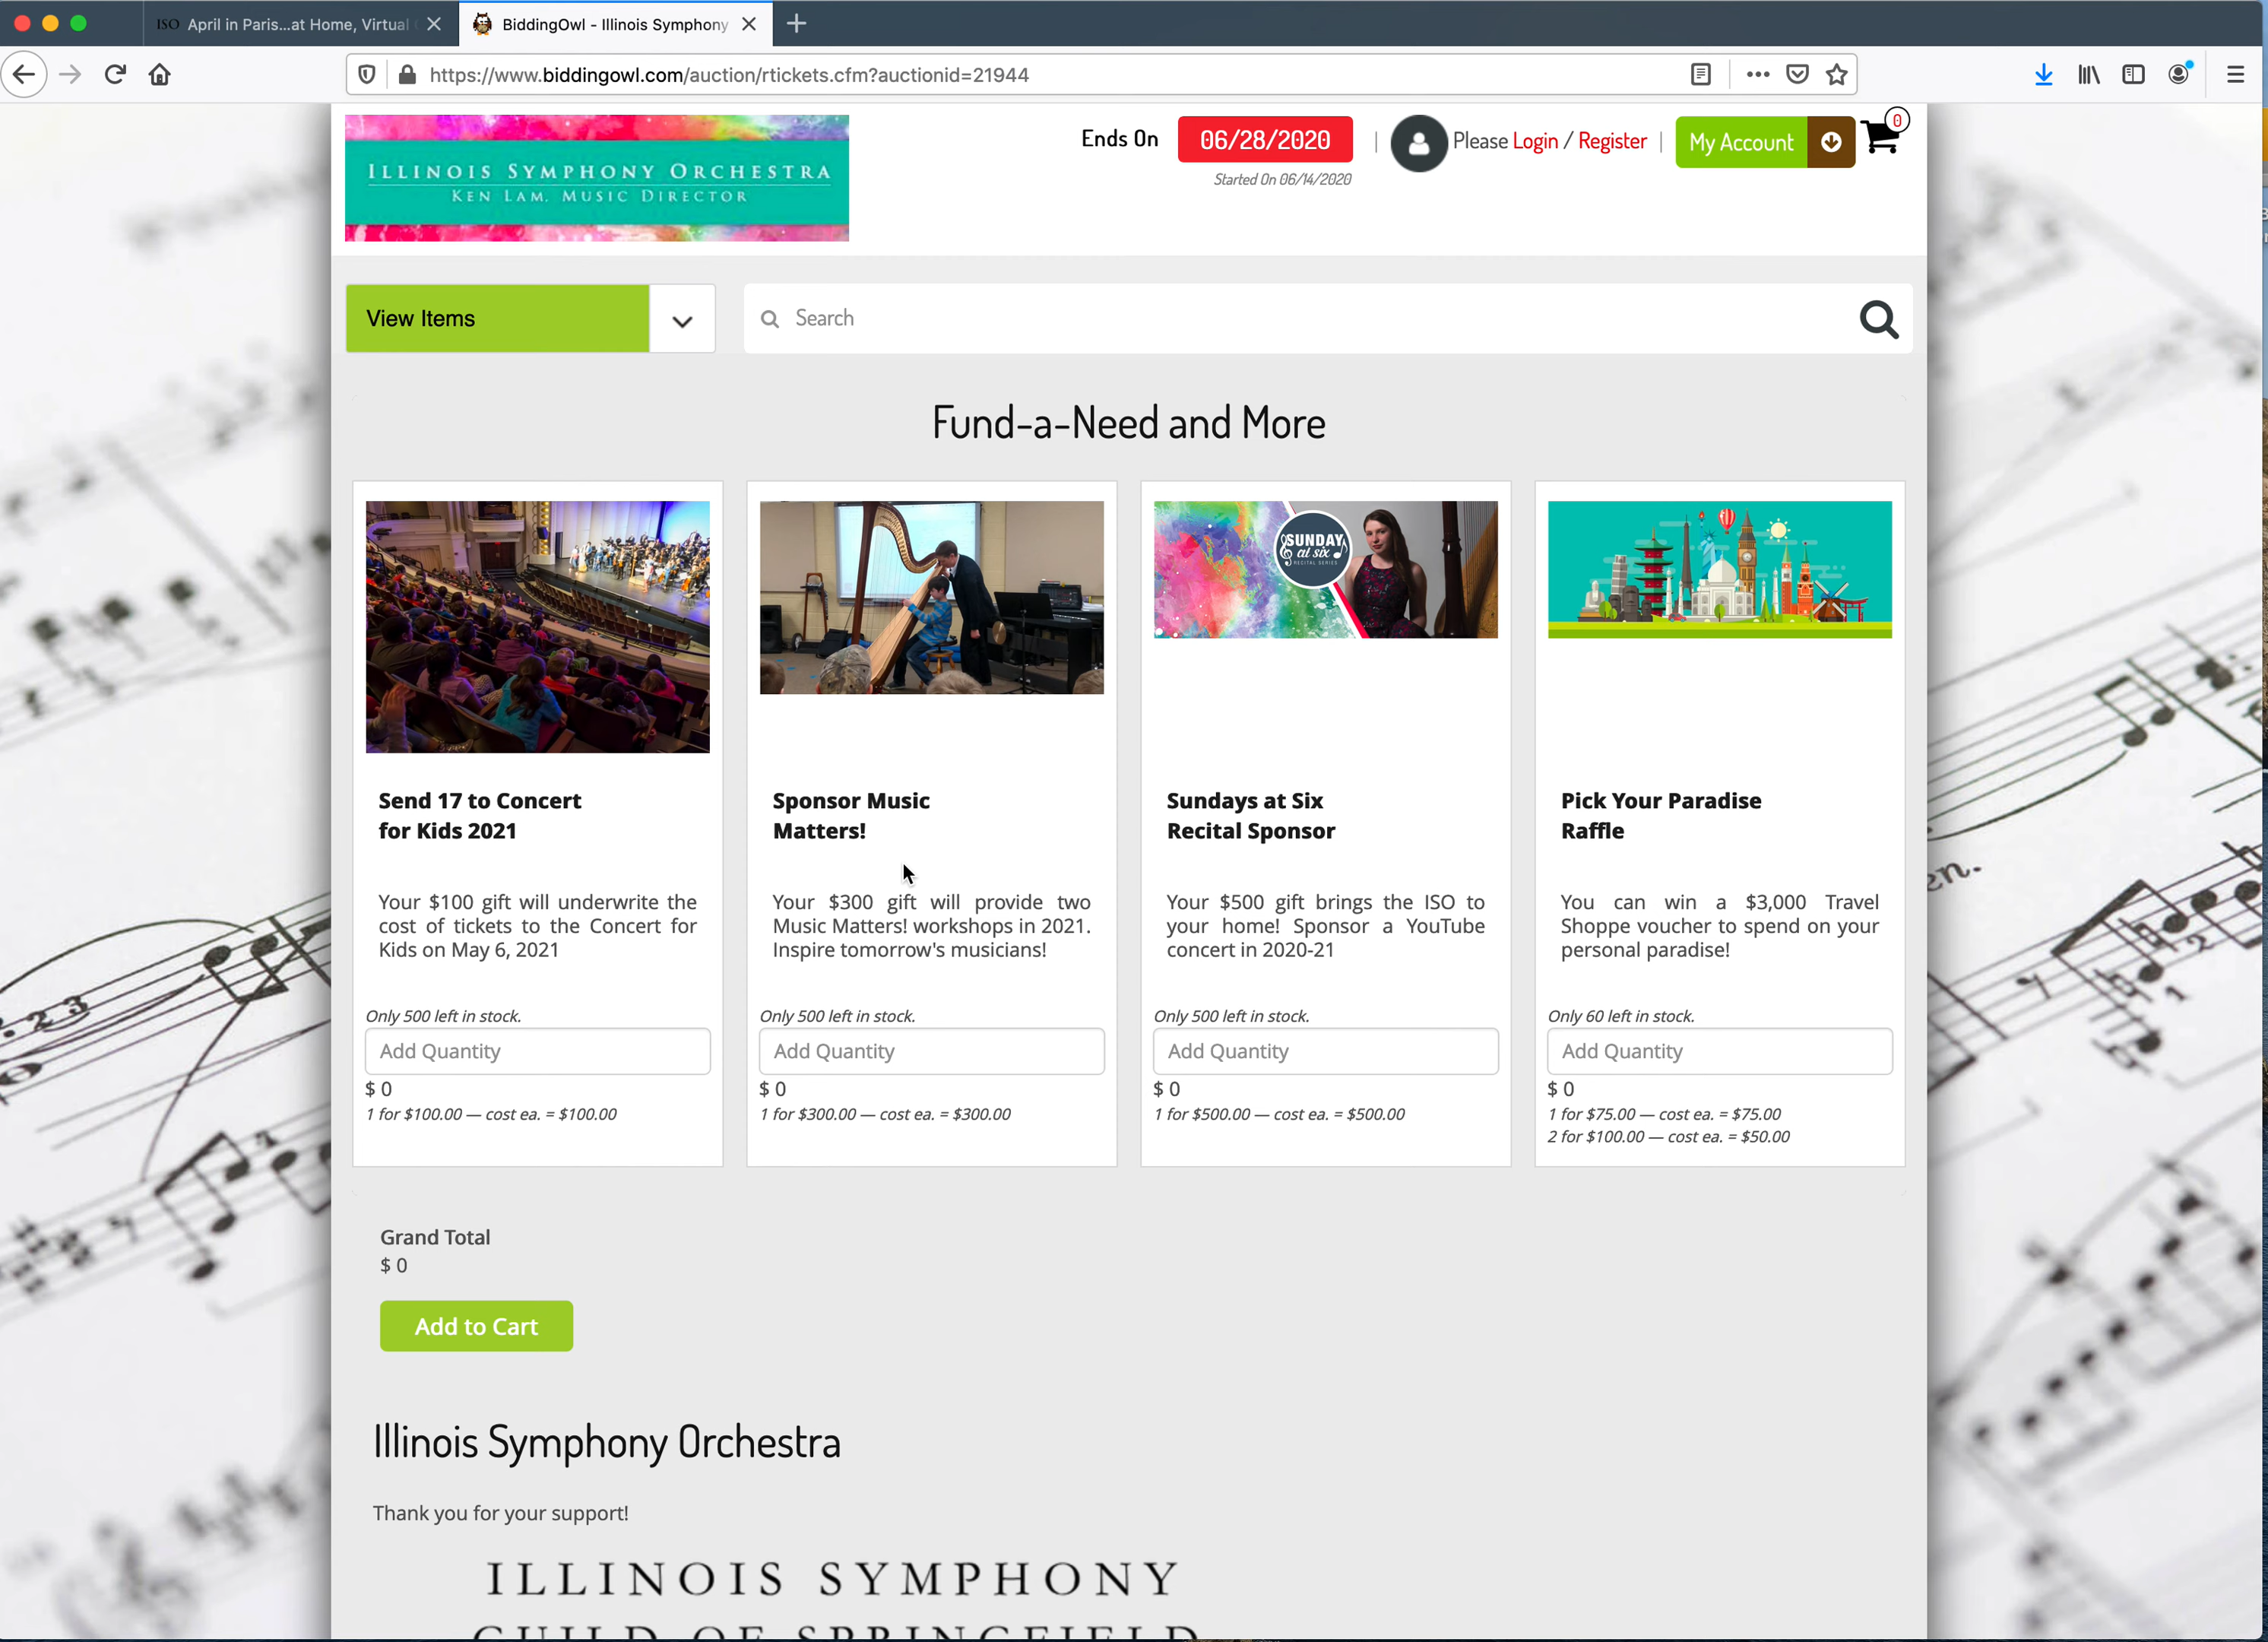 ISO April in Paris...at Home, Virtual
BiddingOwl - Illinois Symphony
https://www.biddingowl.com/auction/rtickets.cfm?auctionid=21944
ILLINOIS SYMPHONY ORCHESTRA
KEN LAM, MUSIC DIRECTOR
Ends On 06/28/2020 | Please Login / Register | My Account 0
Started On 06/14/2020
View Items
Search
Fund-a-Need and More
SUNDAY
at six
RECITAL SERIES
Send 17 to Concert
for Kids 2021
Your $100 gift will underwrite the
cost of tickets to the Concert for
Kids on May 6, 2021
Only 500 left in stock.
Add Quantity
$ 0
1 for $100.00 — cost ea. = $100.00
Sponsor Music
Matters!
Your $300 gift will provide two
Music Matters! workshops in 2021.
Inspire tomorrow's musicians!
Only 500 left in stock.
Add Quantity
$ 0
1 for $300.00 — cost ea. = $300.00
Sundays at Six
Recital Sponsor
Your $500 gift brings the ISO to
your home! Sponsor a YouTube
concert in 2020-21
Only 500 left in stock.
Add Quantity
$ 0
1 for $500.00 — cost ea. = $500.00
Pick Your Paradise
Raffle
You can win a $3,000 Travel
Shoppe voucher to spend on your
personal paradise!
Only 60 left in stock.
Add Quantity
$ 0
1 for $75.00 — cost ea. = $75.00
2 for $100.00 — cost ea. = $50.00
Grand Total
$ 0
Add to Cart
Illinois Symphony Orchestra
Thank you for your support!
ILLINOIS SYMPHONY
GUILD OF SPRINGFIELD